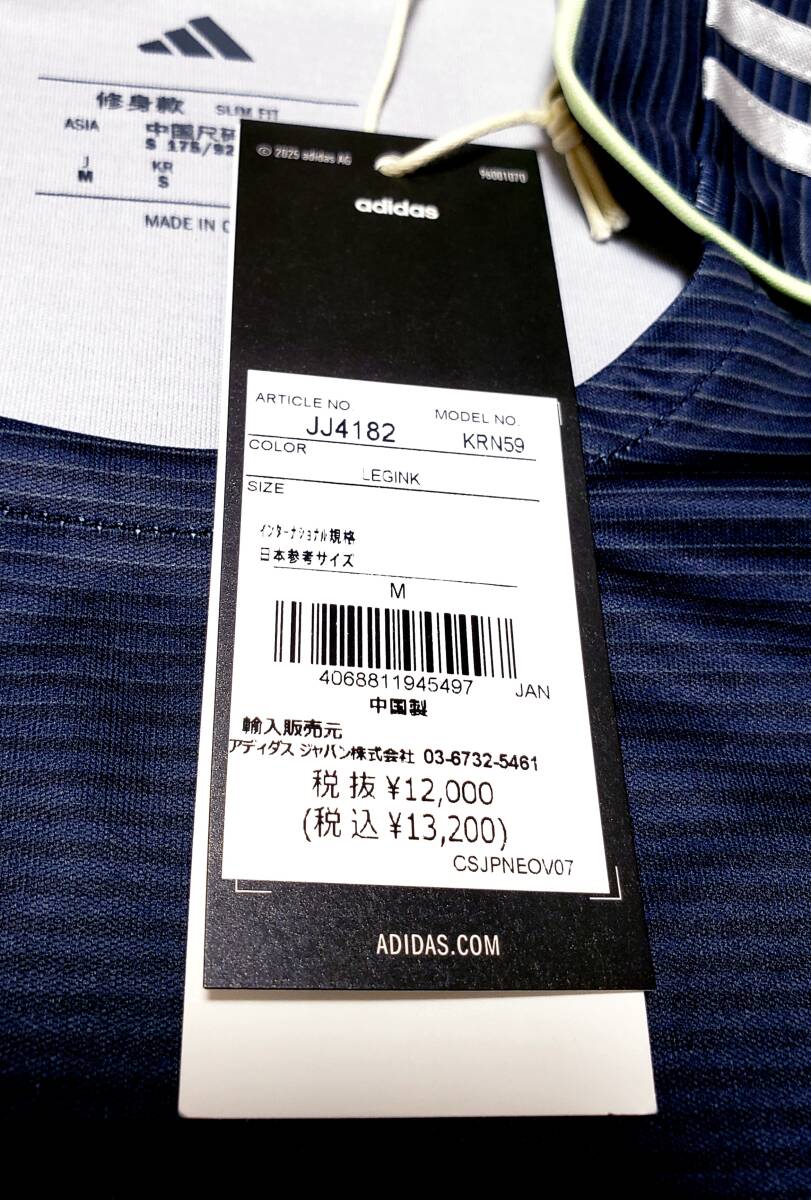 修身款 SLIM FIT
ASIA
中国尺码
S 175/92
J
M
KR
S
MADE IN C
© 2025 adidas AG
96001070
adidas
ARTICLE NO
JJ4182
MODEL NO.
KRN59
COLOR
LEGINK
SIZE
インターナショナル規格
日本参考サイズ
M
4068811945497 JAN
中国製
輸入販売元
アディダス ジャパン株式会社 03-6732-5461
税抜 ¥12,000
(税込 ¥13,200)
CSJPNEOV07
ADIDAS.COM